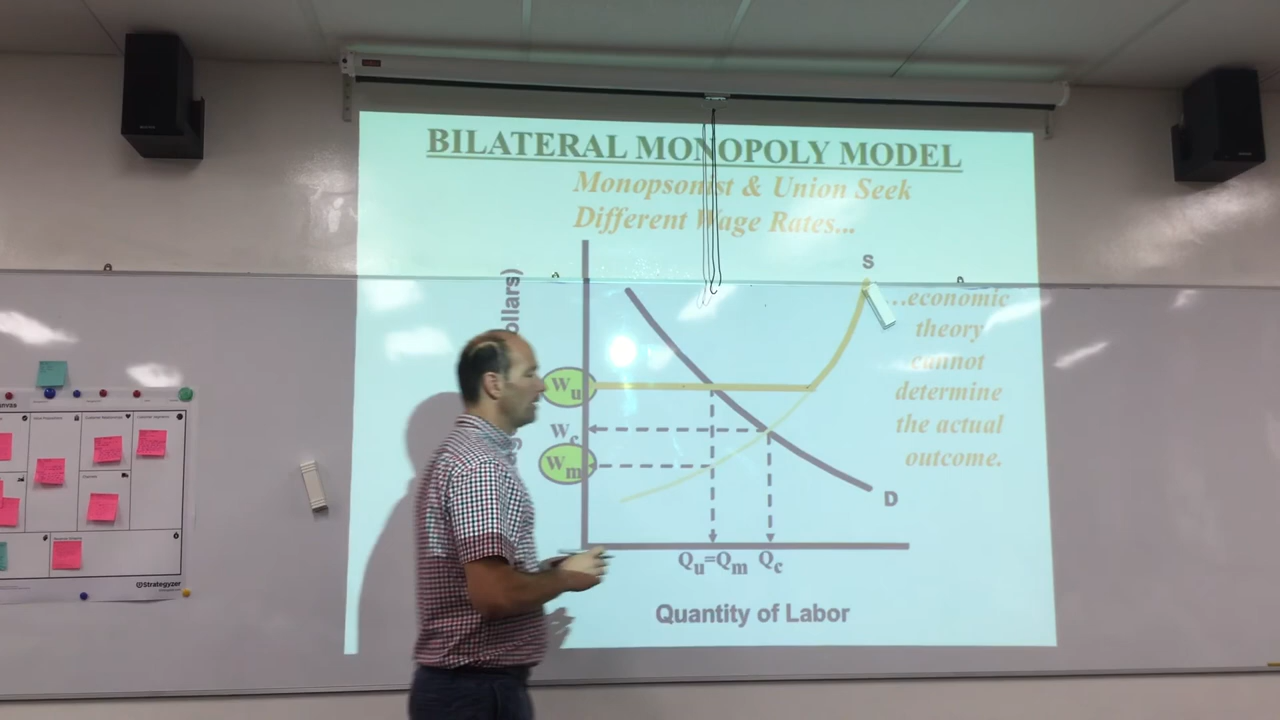 BILATERAL MONOPOLY MODEL
Monopsonist & Union Seek
Different Wage Rates...
S
...economic
theory
cannot
determine
the actual
outcome.
Wu
Wc
Wm
D
Qu=Qm Qc
Quantity of Labor
Strategyzer